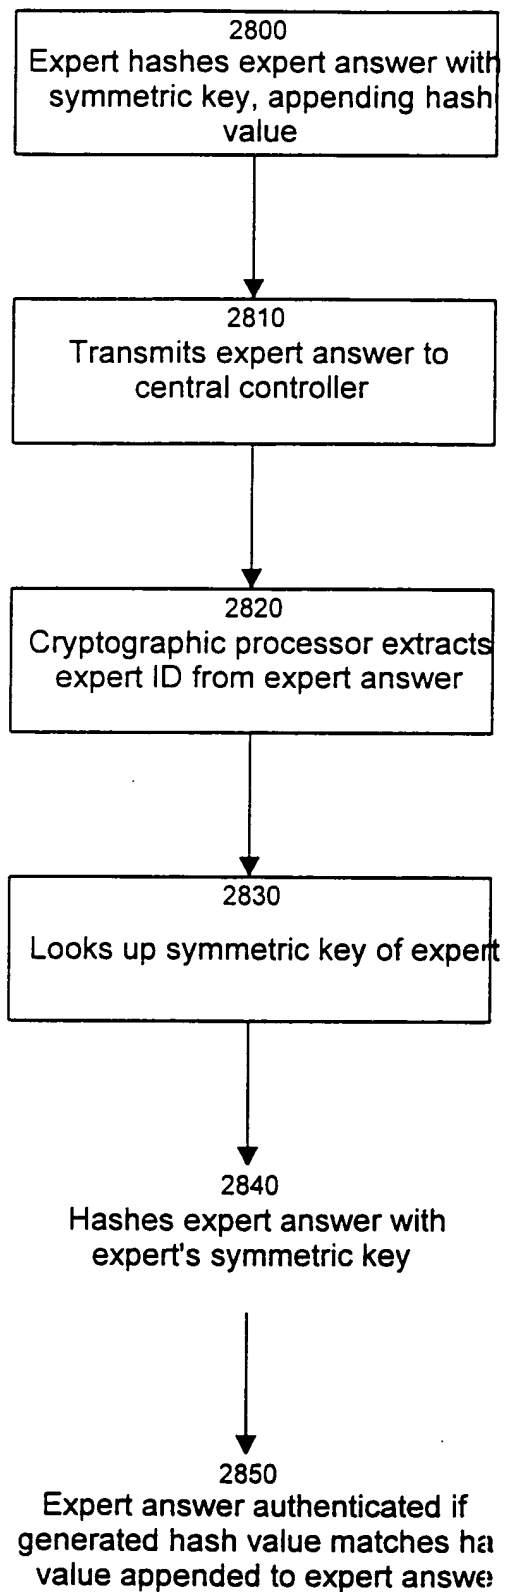 2800
Expert hashes expert answer with
symmetric key, appending hash
value
2810
Transmits expert answer to
central controller
2820
Cryptographic processor extracts
expert ID from expert answer
2830
Looks up symmetric key of expert
2840
Hashes expert answer with
expert's symmetric key
2850
Expert answer authenticated if
generated hash value matches ha
value appended to expert answe